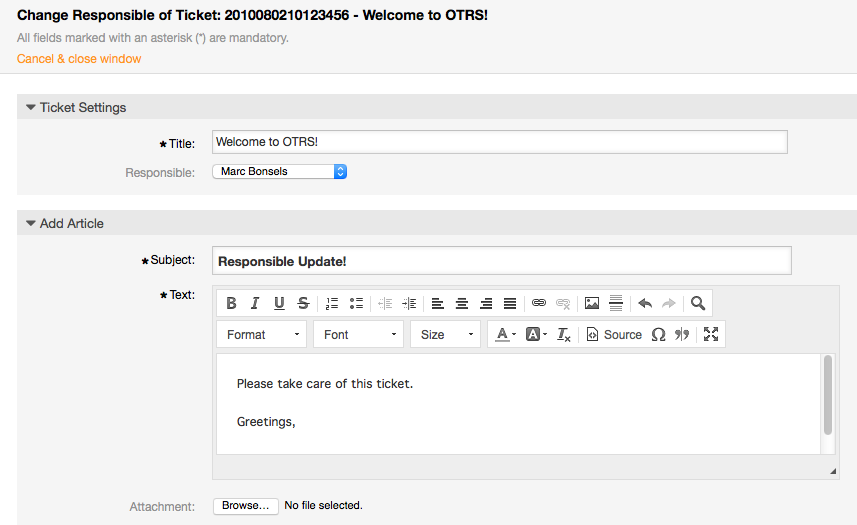 Change Responsible of Ticket: 2010080210123456 - Welcome to OTRS!
All fields marked with an asterisk (*) are mandatory.
Cancel & close window
Ticket Settings
* Title: Welcome to OTRS!
Responsible: Marc Bonsels
Add Article
* Subject: Responsible Update!
* Text:
B I U S
Format Font Size A A Ix Source Ω
Please take care of this ticket.
Greetings,
Attachment: Browse... No file selected.